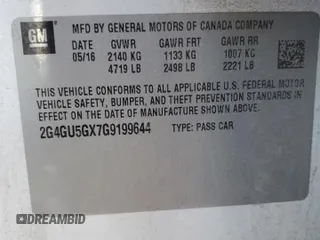 GM
MFD BY GENERAL MOTORS OF CANADA COMPANY
DATE GVWR GAWR FRT GAWR RR
05/16 2140 KG 1133 KG 1007 KG
4719 LB 2498 LB 2221 LB
THIS VEHICLE CONFORMS TO ALL APPLICABLE U.S. FEDERAL MOTOR
VEHICLE SAFETY, BUMPER, AND THEFT PREVENTION STANDARDS IN
EFFECT ON THE DATE OF MANUFACTURE SHOWN ABOVE.
2G4GU5GX7G9199644 TYPE: PASS CAR
DREAMBID